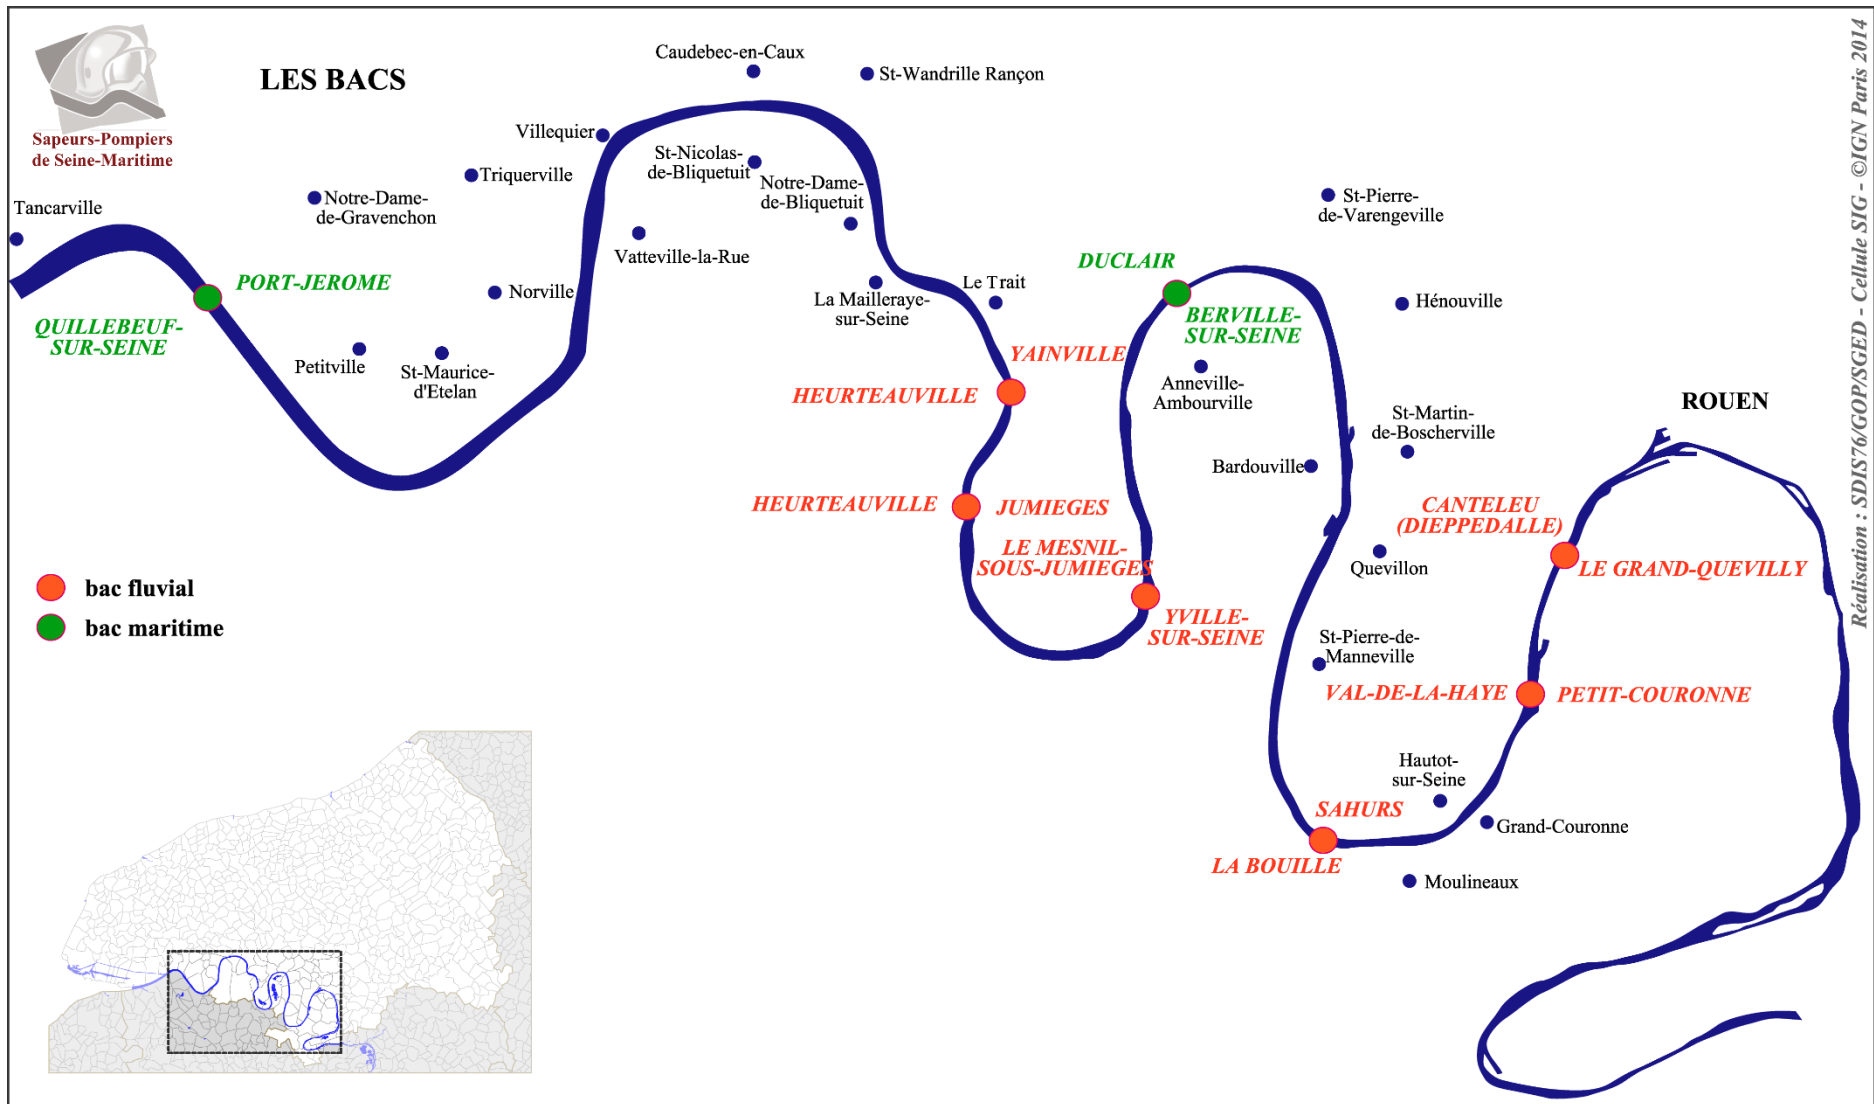 LES BACS
Sapeurs-Pompiers
de Seine-Maritime
Caudebec-en-Caux
St-Wandrille Rançon
Villequier
St-Nicolas-
de-Bliquetuit
Triquerville
Notre-Dame-
de-Bliquetuit
Notre-Dame-
de-Gravenchon
Tancarville
St-Pierre-
de-Varengeville
Vatteville-la-Rue
DUCLAIR
PORT-JEROME
Le Trait
Norville
La Mailleraye-
sur-Seine
Hénouville
BERVILLE-
SUR-SEINE
QUILLEBEUF-
SUR-SEINE
YAINVILLE
Petitville
St-Maurice-
d'Etelan
HEURTEAUVILLE
Anneville-
Ambourville
ROUEN
St-Martin-
de-Boscherville
Bardouville
HEURTEAUVILLE
JUMIEGES
CANTELEU
(DIEPPEDALLE)
LE MESNIL-
SOUS-JUMIEGES
Quevillon
LE GRAND-QUEVILLY
bac fluvial
bac maritime
YVILLE-
SUR-SEINE
St-Pierre-de-
Manneville
VAL-DE-LA-HAYE
PETIT-COURONNE
Hautot-
sur-Seine
SAHURS
Grand-Couronne
LA BOUILLE
Moulineaux
Réalisation : SDIS76/GOP/SGED - Cellule SIG - ©IGN Paris 2014